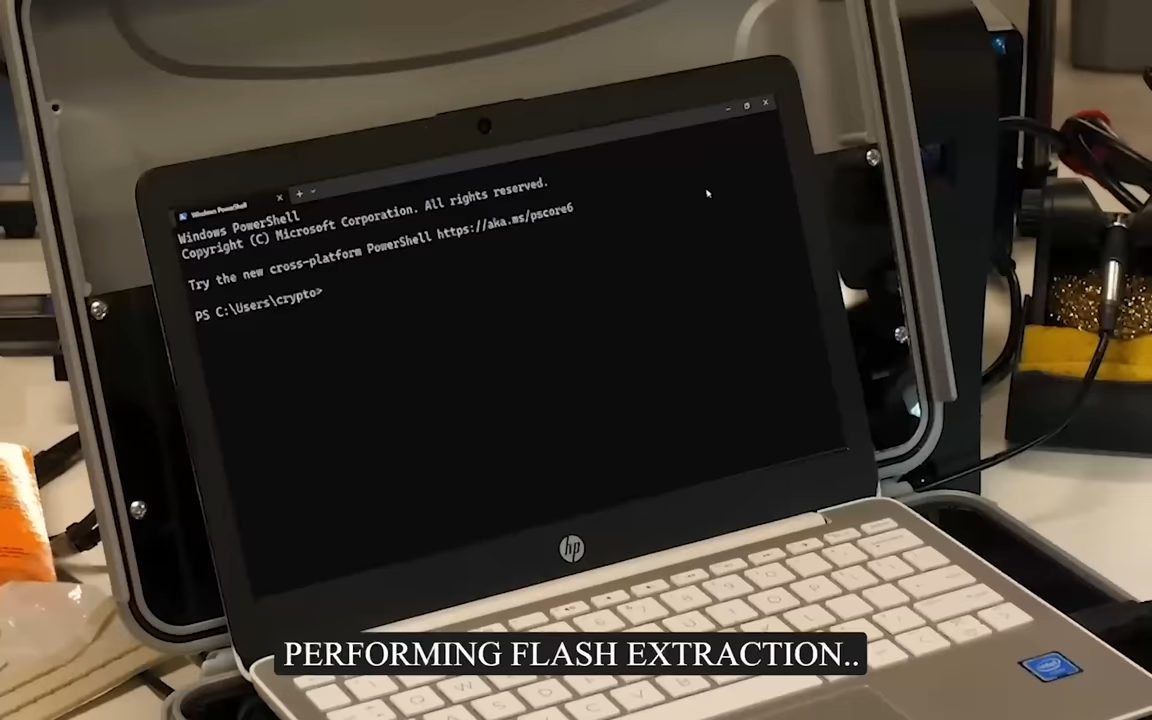 Windows PowerShell
Windows PowerShell
Copyright (C) Microsoft Corporation. All rights reserved.
Try the new cross-platform PowerShell https://aka.ms/pscore6
PS C:\Users\crypto>
hp
PERFORMING FLASH EXTRACTION..
intel